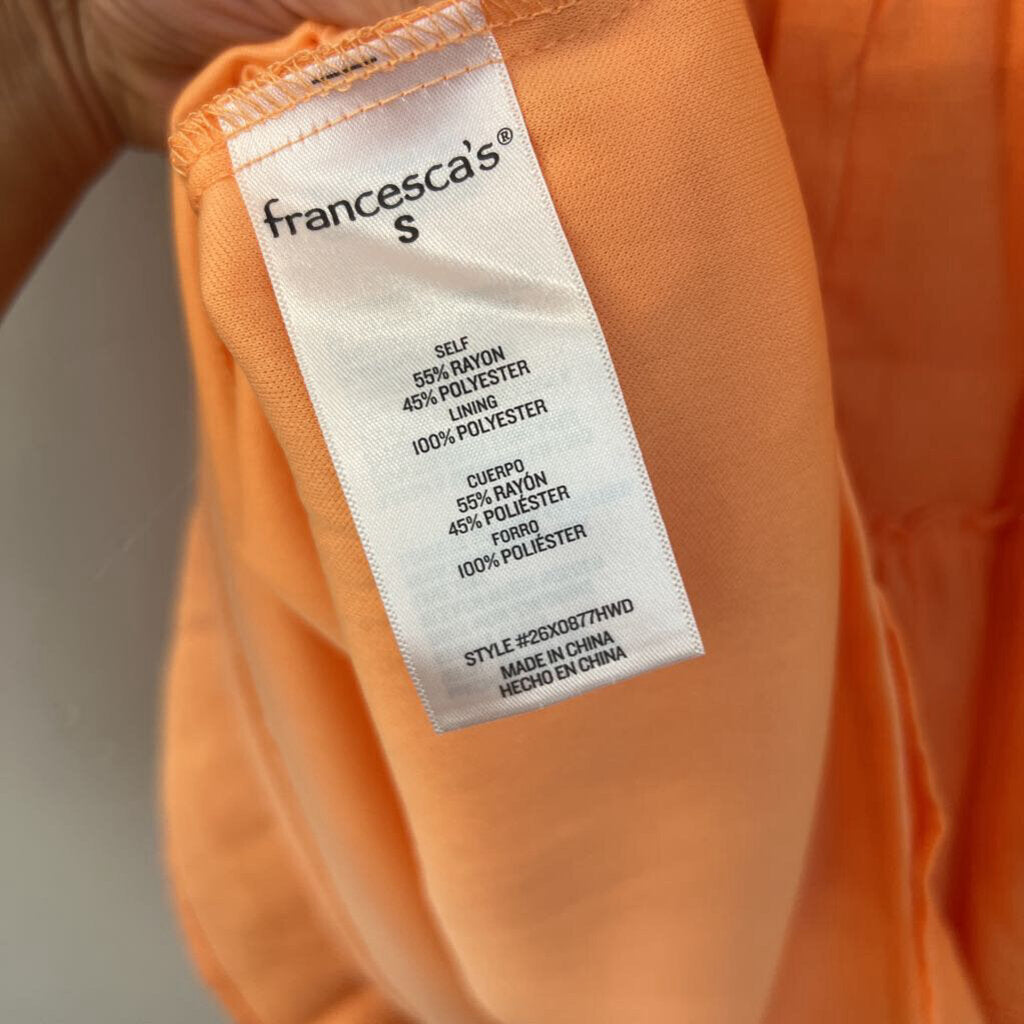 francesca's®
S
SELF
55% RAYON
45% POLYESTER
LINING
100% POLYESTER
CUERPO
55% RAYÓN
45% POLIÉSTER
FORRO
100% POLIÉSTER
STYLE #26X0877HWD
MADE IN CHINA
HECHO EN CHINA